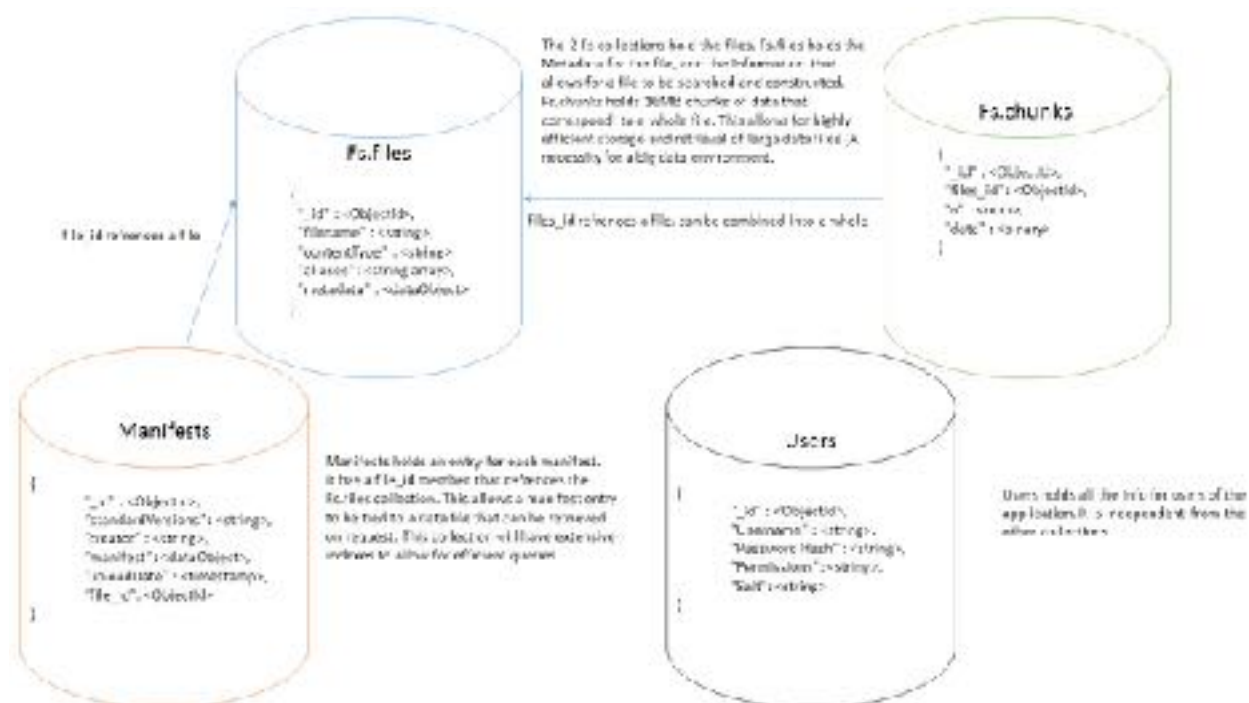 The 2 fs collections hold the files. Fs.files holds the
Metadata for the file, and the information that
allows for a file to be searched and constructed.
Fs.chunks holds chunks of data that
correspond to a whole file. This allows for highly
efficient storage and retrieval of large data files (A
necessity for a big data environment.
Fs.chunks
{
"_id" : <ObjectId>,
"files_id" : <ObjectId>,
"n" : <num>,
"data" : <binary>
}
Fs.files
{
"_id" : <ObjectId>,
"filename" : <string>,
"contentType" : <string>
"aliases" : <string array>,
"metadata" : <dataObject>
}
file_id references a file
Files_id references a file, can be combined into a whole
Manifests
{
"_id" : <ObjectId>,
"standardVersions" : <string>,
"creator" : <string>,
"manifest" : <dataObject>,
"uploadDate" : <timestamp>,
"file_id" : <ObjectId>
}
Manifests holds an entry for each manifest.
It has a file_id member that references the
Fs.files collection. This allows a manifest entry
to be tied to a data file that can be retrieved
on request. This collection will have extensive
indexes to allow for efficient queries
Users
{
"_id" : <ObjectId>,
"Username" : <string>,
"Password Hash" : <string>,
"Permissions" : <string>,
"Salt" : <string>
}
Users holds all the info for users of the
application. It is independent from the
other collections